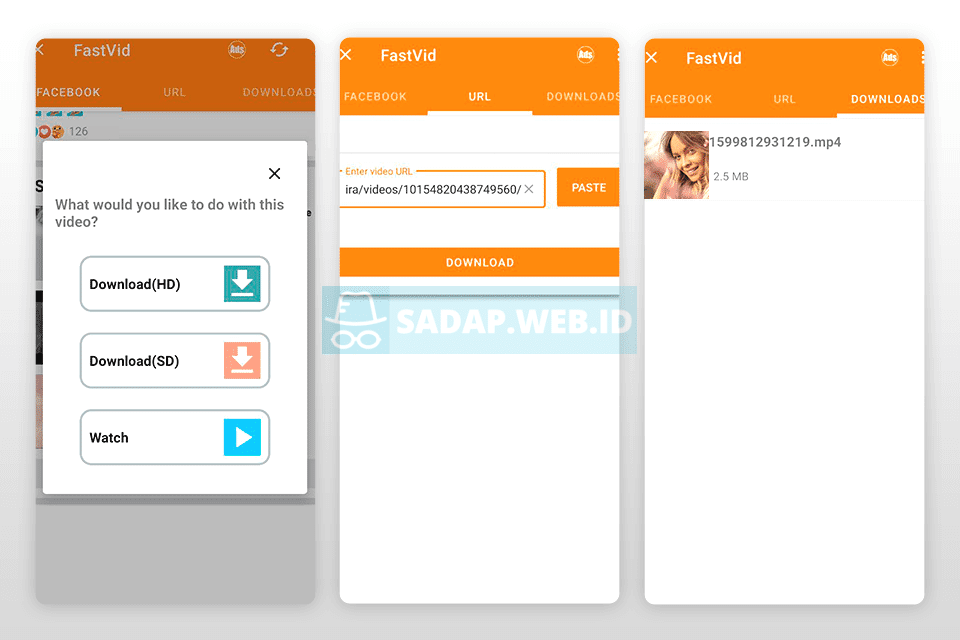 FastVid
Ads
FACEBOOK
URL
DOWNLOADS
126
What would you like to do with this
video?
Download(HD)
Download(SD)
Watch
FastVid
Ads
FACEBOOK
URL
DOWNLOADS
Enter video URL
ira/videos/10154820438749560/
PASTE
DOWNLOAD
SADAP.WEB.ID
FastVid
Ads
FACEBOOK
URL
DOWNLOADS
1599812931219.mp4
2.5 MB